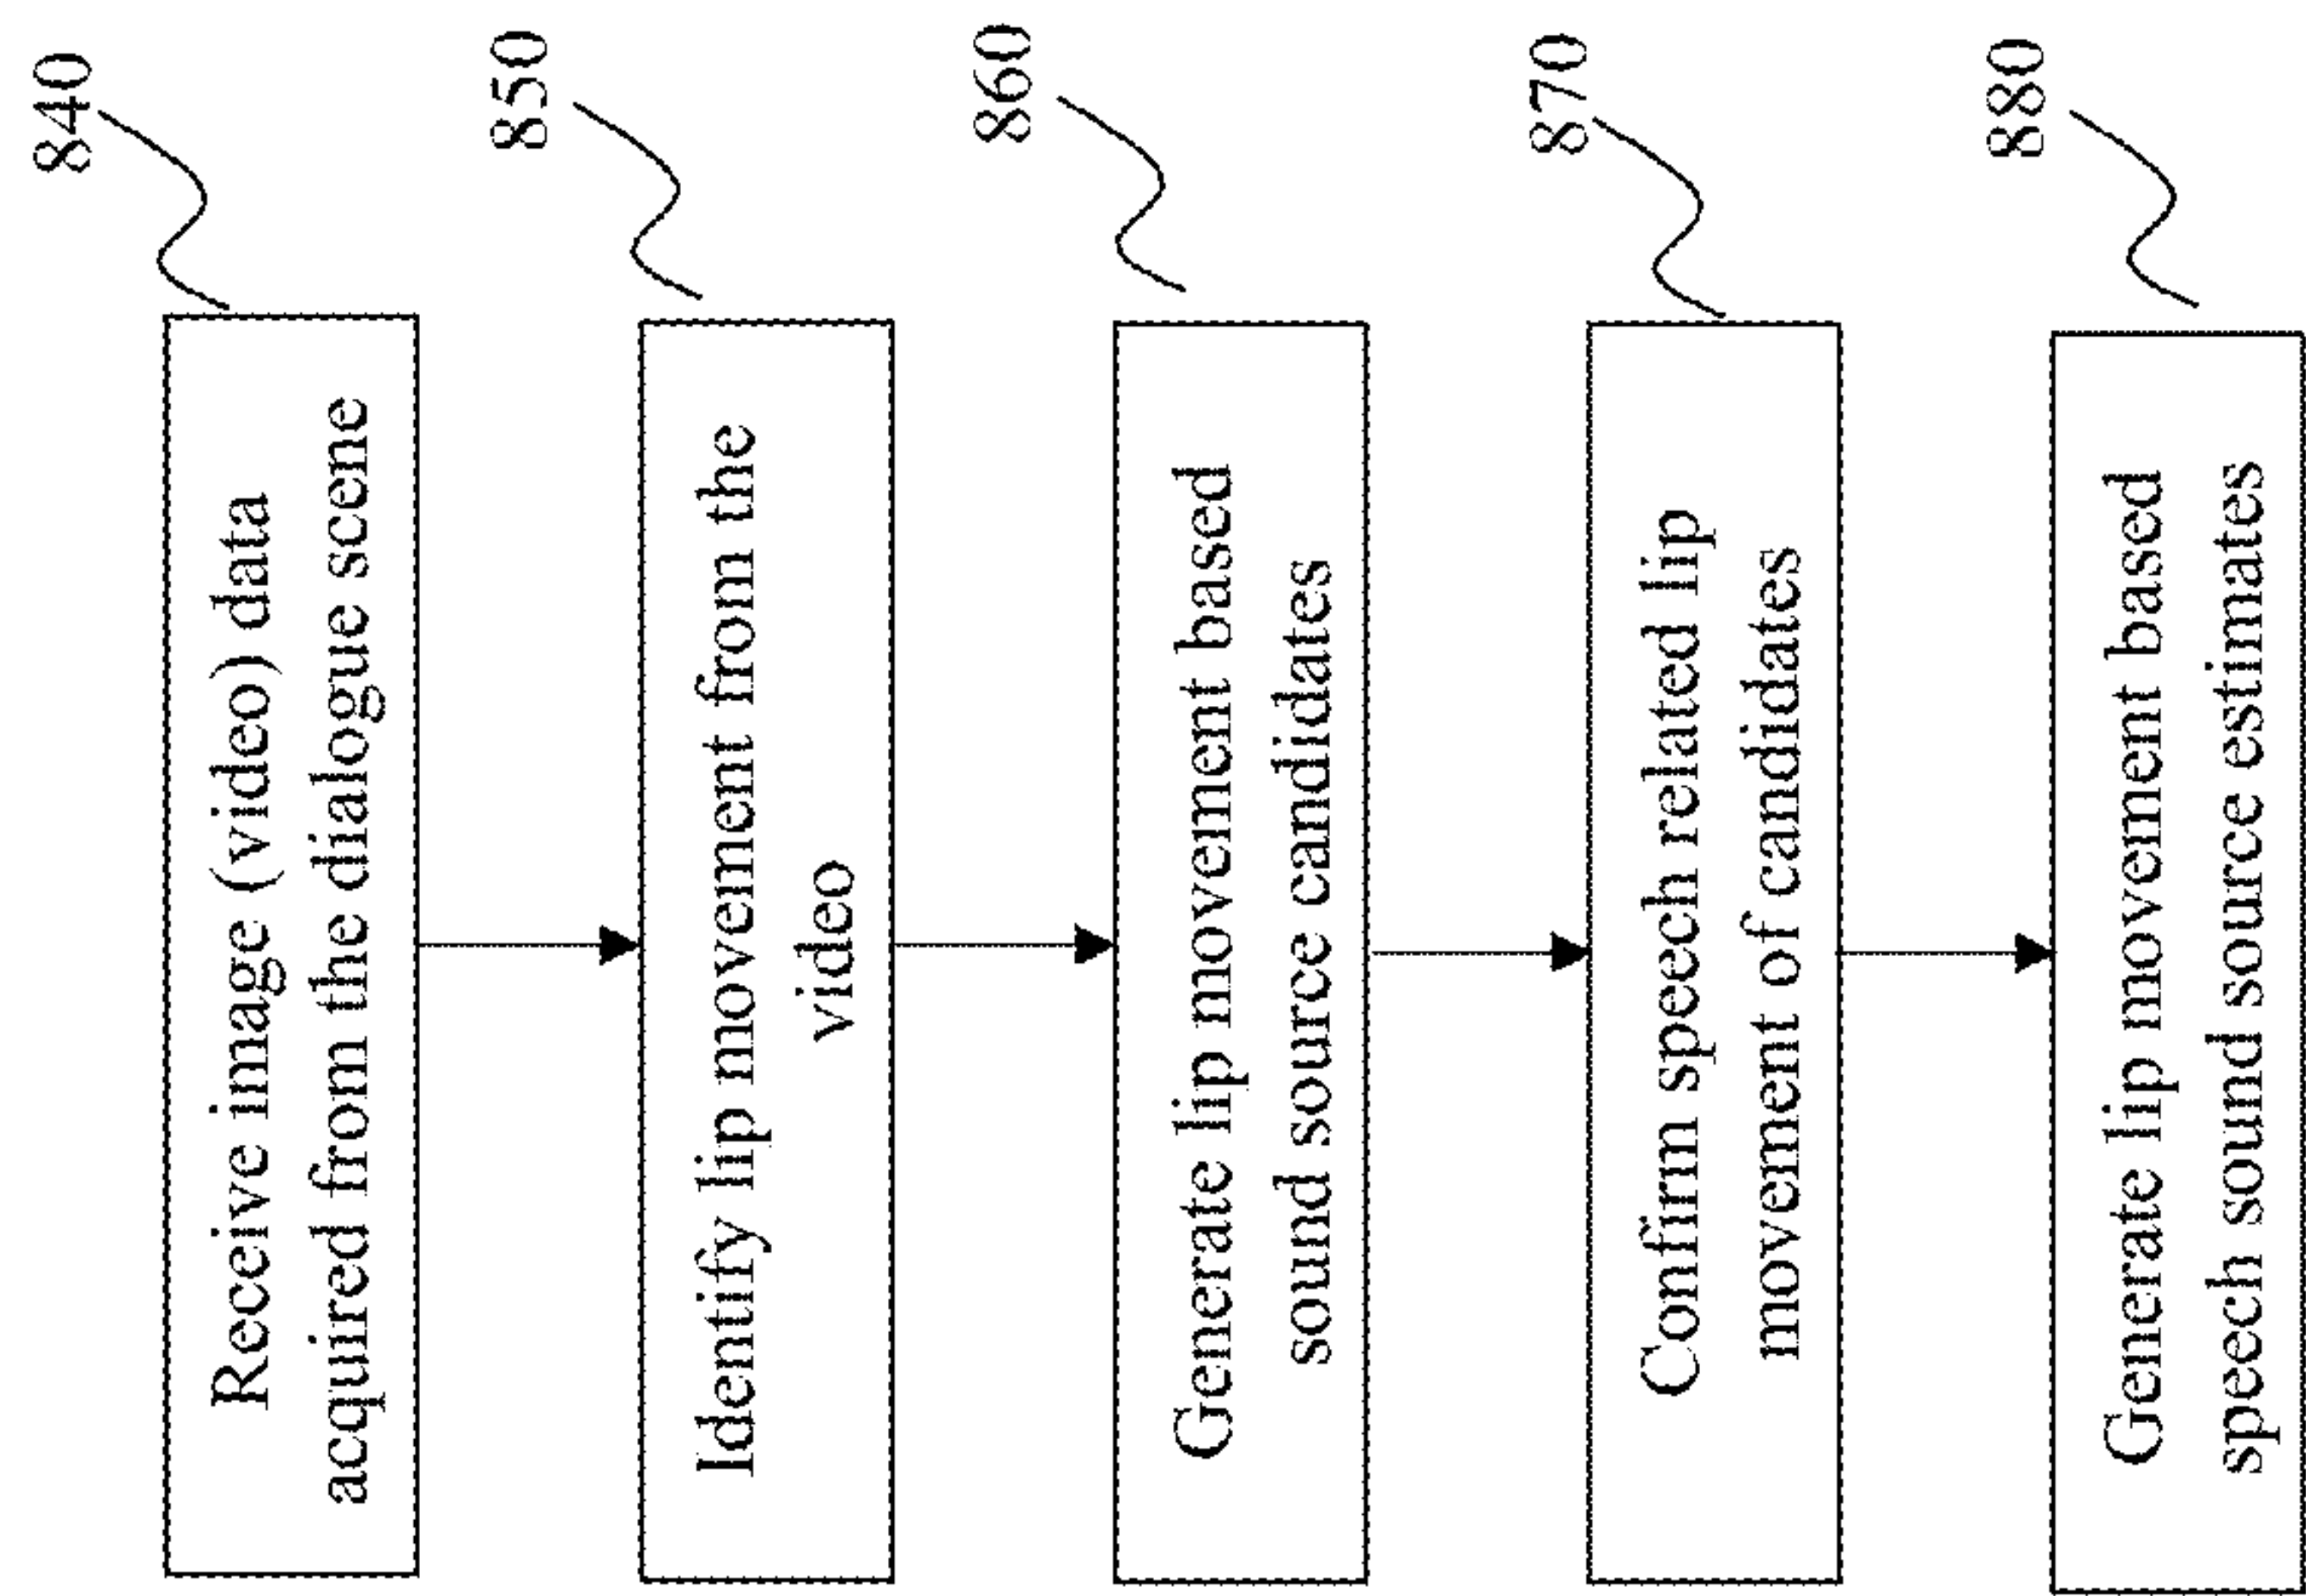 840
Receive image (video) data
acquired from the dialogue scene
850
Identify lip movement from the
video
860
Generate lip movement based
sound source candidates
870
Confirm speech related lip
movement of candidates
880
Generate lip movement based
speech sound source estimates